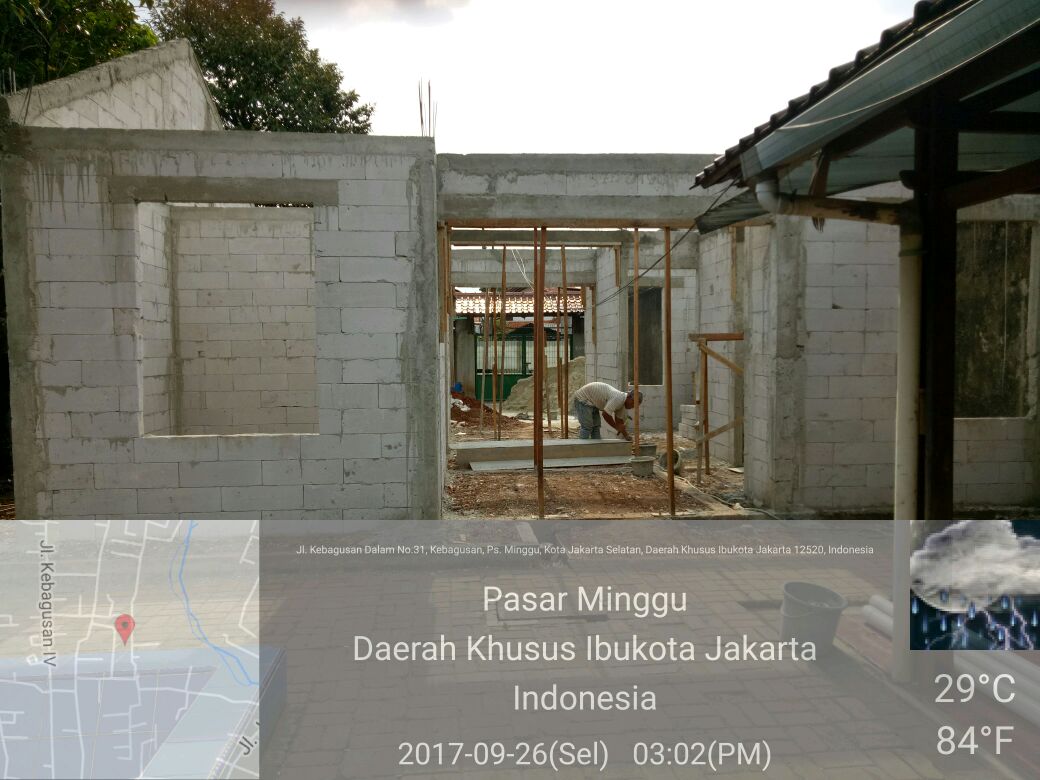 Jl. Kebagusan Dalam No.31, Kebagusan, Ps. Minggu, Kota Jakarta Selatan, Daerah Khusus Ibukota Jakarta 12520, Indonesia
Pasar Minggu
Daerah Khusus Ibukota Jakarta
Indonesia
2017-09-26(Sel) 03:02(PM)
29°C
84°F
Jl. Kebagusan IV
Jl.